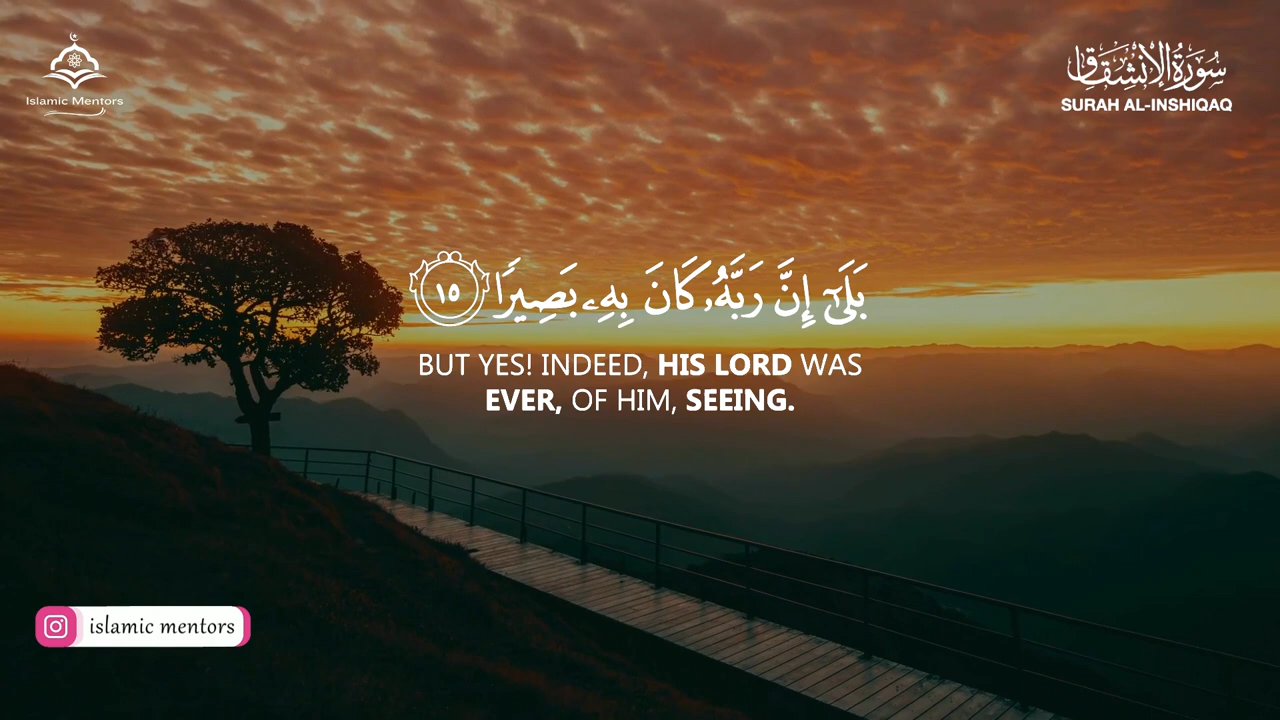 Islamic Mentors
سُورَةُ الْإِنْشِقَاقِ
SURAH AL-INSHIQAQ
بَلَىٰٓ إِنَّ رَبَّهُۥ كَانَ بِهِۦ بَصِيرًا ١٥
BUT YES! INDEED, HIS LORD WAS
EVER, OF HIM, SEEING.
islamic mentors